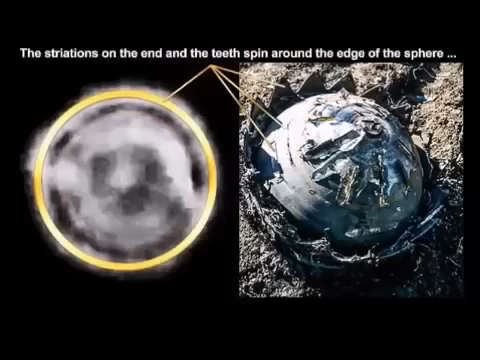 The striations on the end and the teeth spin around the edge of the sphere ...